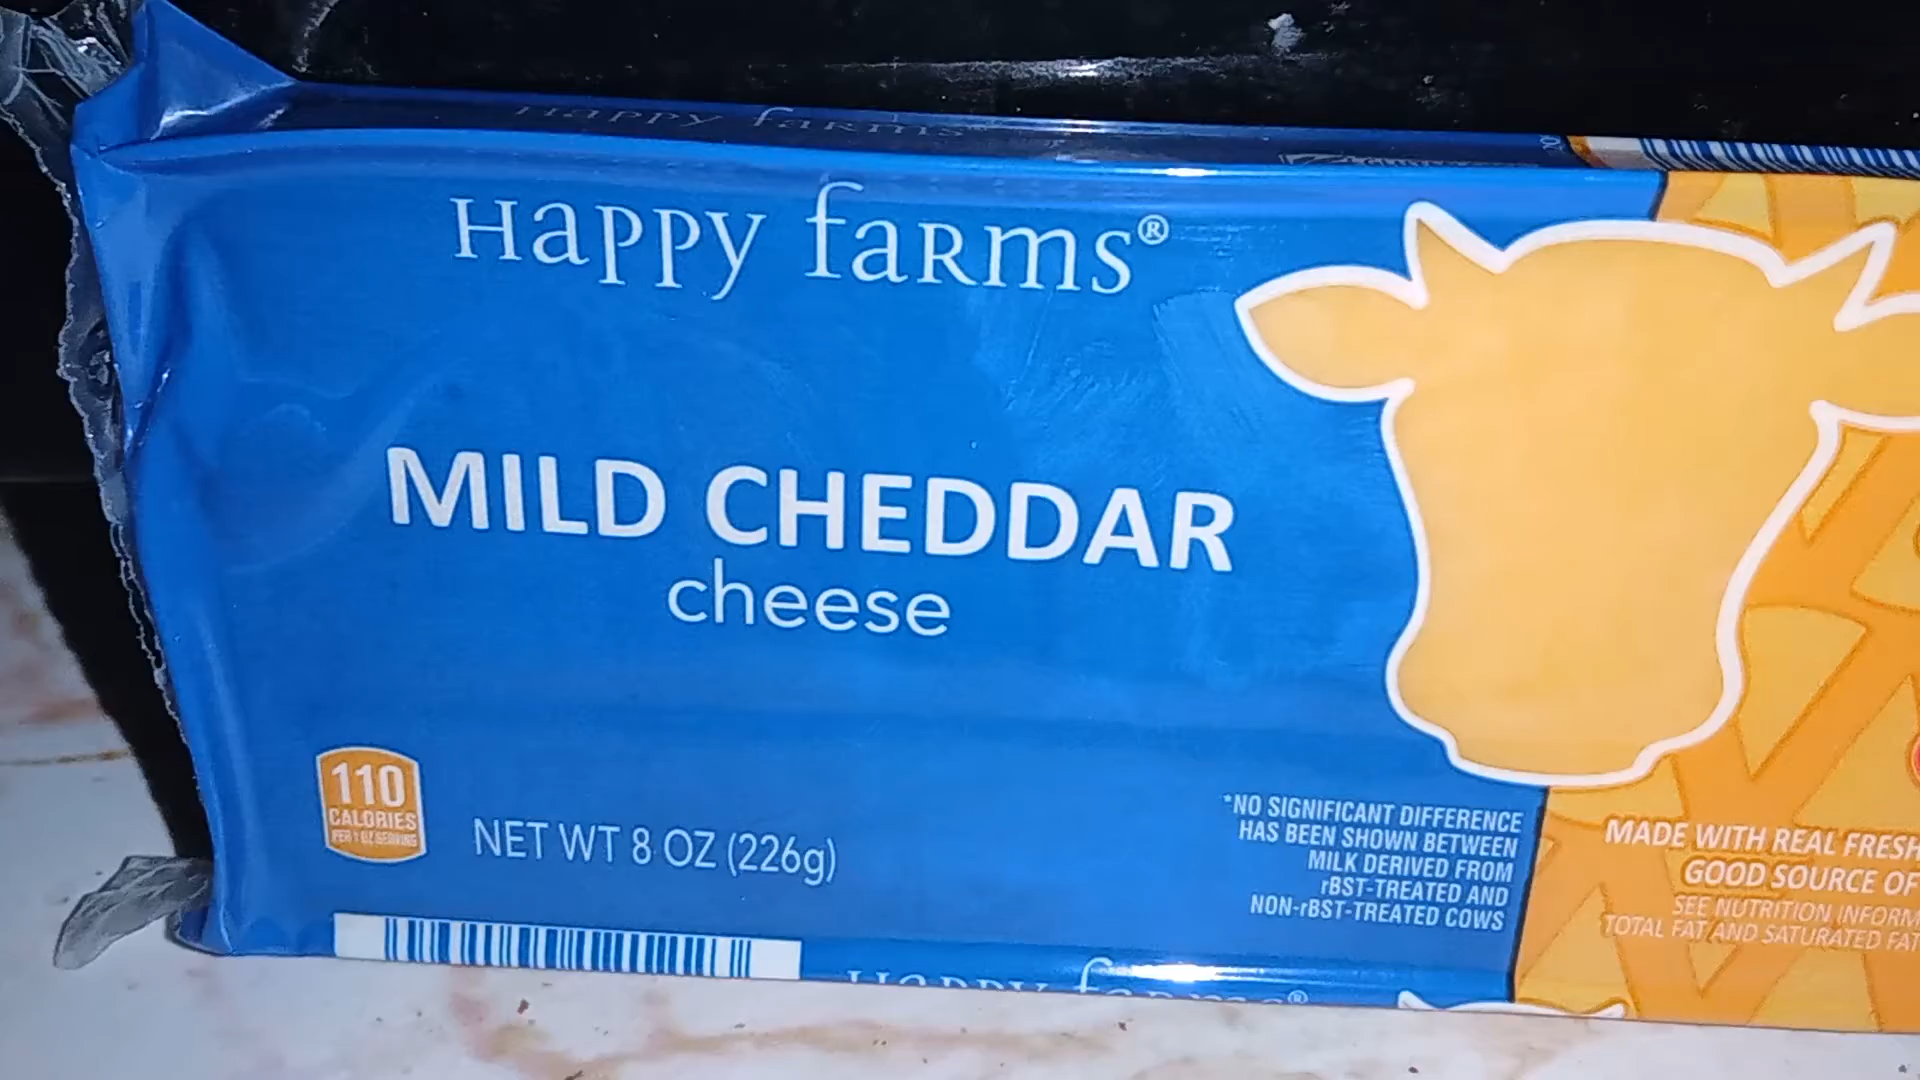 Happy farms
Happy farms®
MILD CHEDDAR
cheese
110
CALORIES
PER 1 OZ SERVING
NET WT 8 OZ (226g)
*NO SIGNIFICANT DIFFERENCE
HAS BEEN SHOWN BETWEEN
MILK DERIVED FROM
rBST-TREATED AND
NON-rBST-TREATED COWS
MADE WITH REAL FRESH
GOOD SOURCE OF
SEE NUTRITION INFORM
TOTAL FAT AND SATURATED FAT
Happy farms®